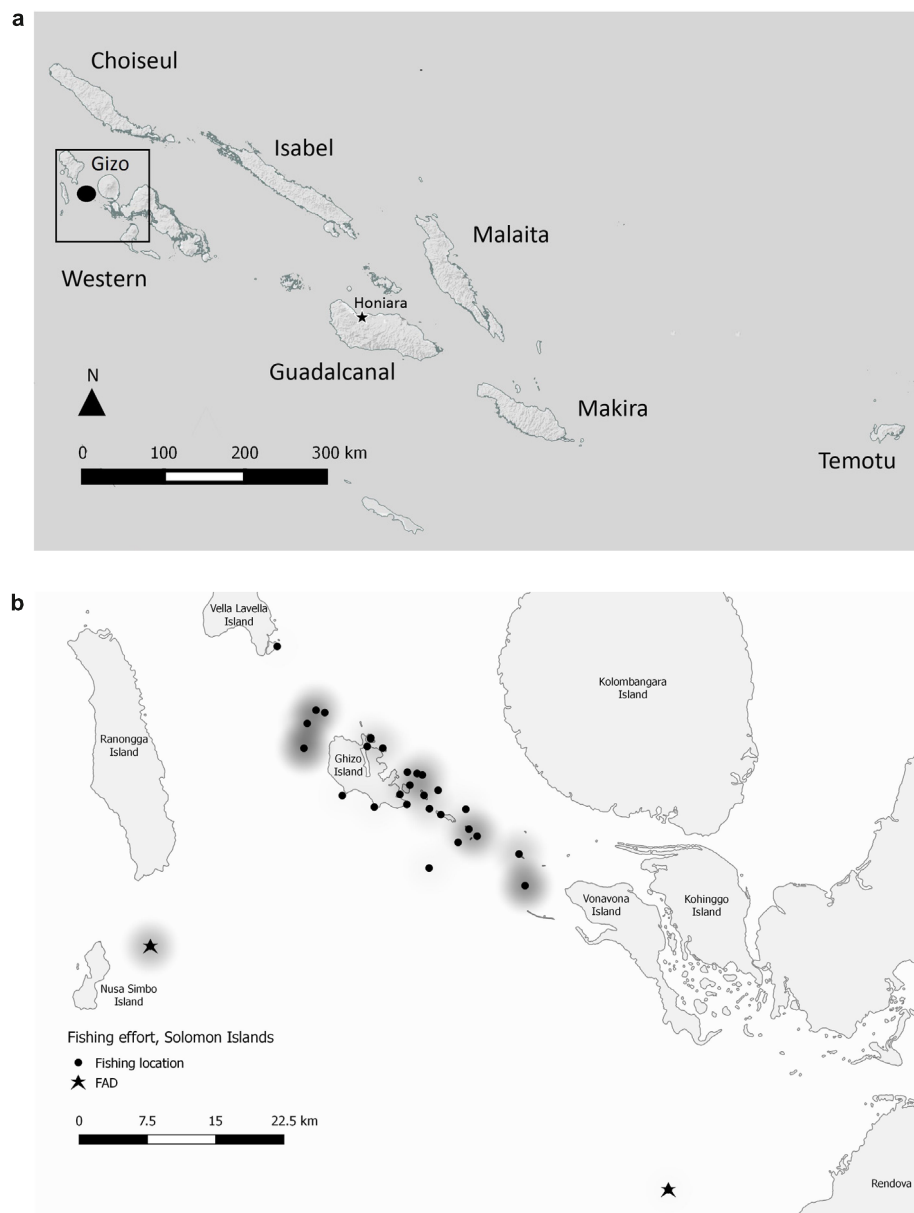 a
Choiseul
Isabel
Gizo
Malaita
Western
Honiara
Guadalcanal
N
Makira
0 100 200 300 km
Temotu
b
Vella Lavella
Island
Kolombangara
Island
Ranongga
Island
Ghizo
Island
Vonavona
Island
Kohinggo
Island
Nusa Simbo
Island
Fishing effort, Solomon Islands
Fishing location
FAD
0 7.5 15 22.5 km
Rendova